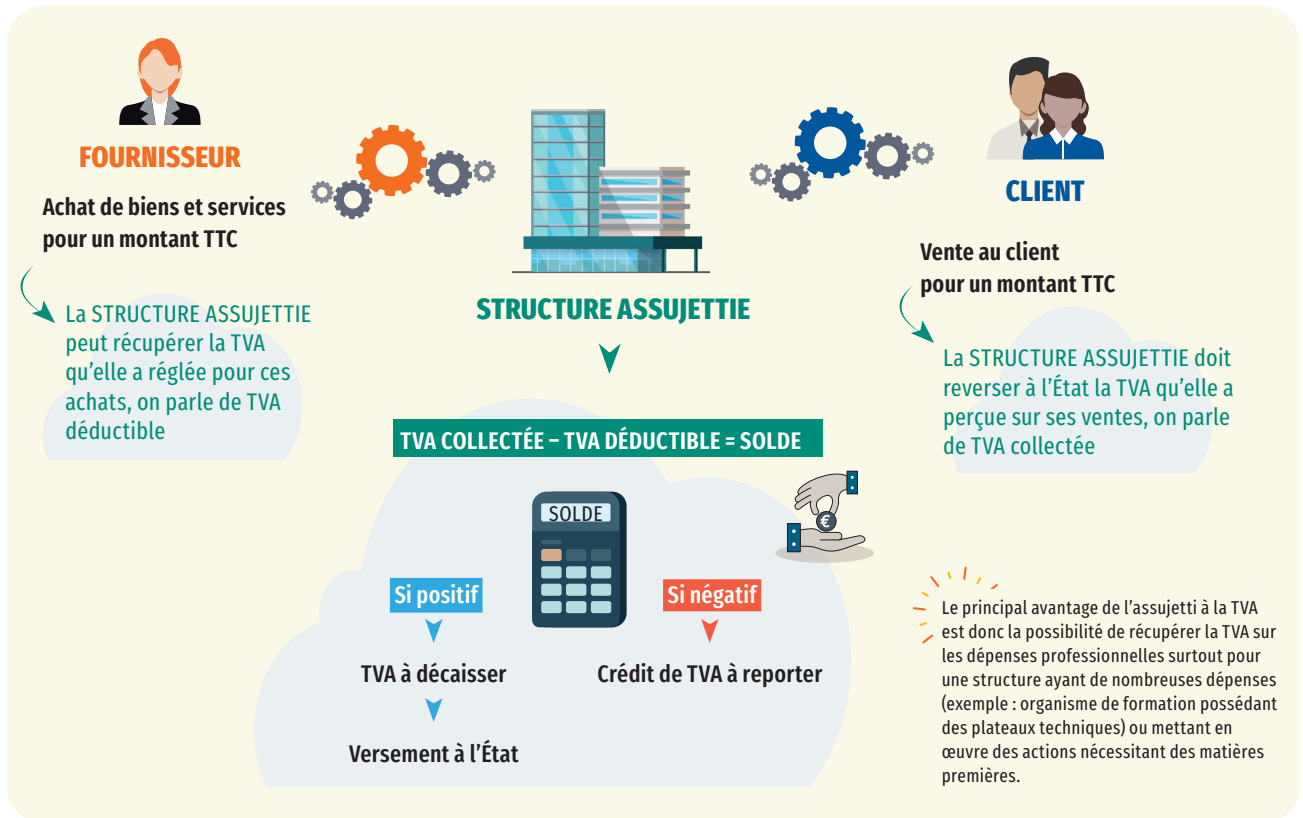 FOURNISSEUR
Achat de biens et services
pour un montant TTC
La STRUCTURE ASSUJETTIE
peut récupérer la TVA
qu’elle a réglée pour ces
achats, on parle de TVA
déductible
STRUCTURE ASSUJETTIE
CLIENT
Vente au client
pour un montant TTC
La STRUCTURE ASSUJETTIE doit
reverser à l’État la TVA qu’elle a
perçue sur ses ventes, on parle
de TVA collectée
TVA COLLECTÉE – TVA DÉDUCTIBLE = SOLDE
SOLDE
€
Si positif
TVA à décaisser
Versement à l’État
Si négatif
Crédit de TVA à reporter
Le principal avantage de l’assujetti à la TVA
est donc la possibilité de récupérer la TVA sur
les dépenses professionnelles surtout pour
une structure ayant de nombreuses dépenses
(exemple : organisme de formation possédant
des plateaux techniques) ou mettant en
œuvre des actions nécessitant des matières
premières.